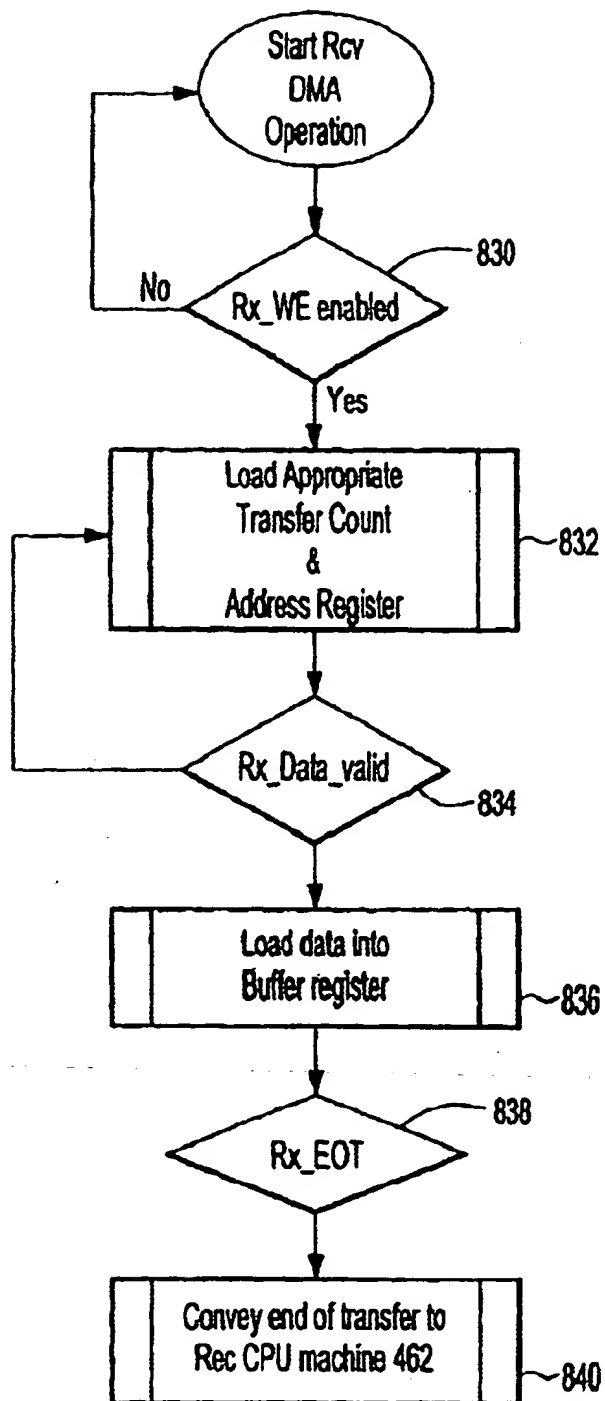 Start Rcv
DMA
Operation
830
No
Rx_WE enabled
Yes
Load Appropriate
Transfer Count
&
Address Register
832
Rx_Data_valid
834
Load data into
Buffer register
836
838
Rx_EOT
Convey end of transfer to
Rec CPU machine 462
840